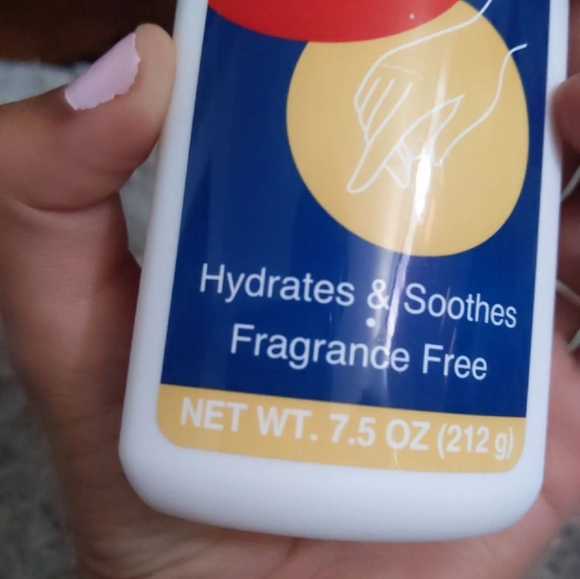 Hydrates & Soothes
•
Fragrance Free
NET WT. 7.5 OZ (212 g)